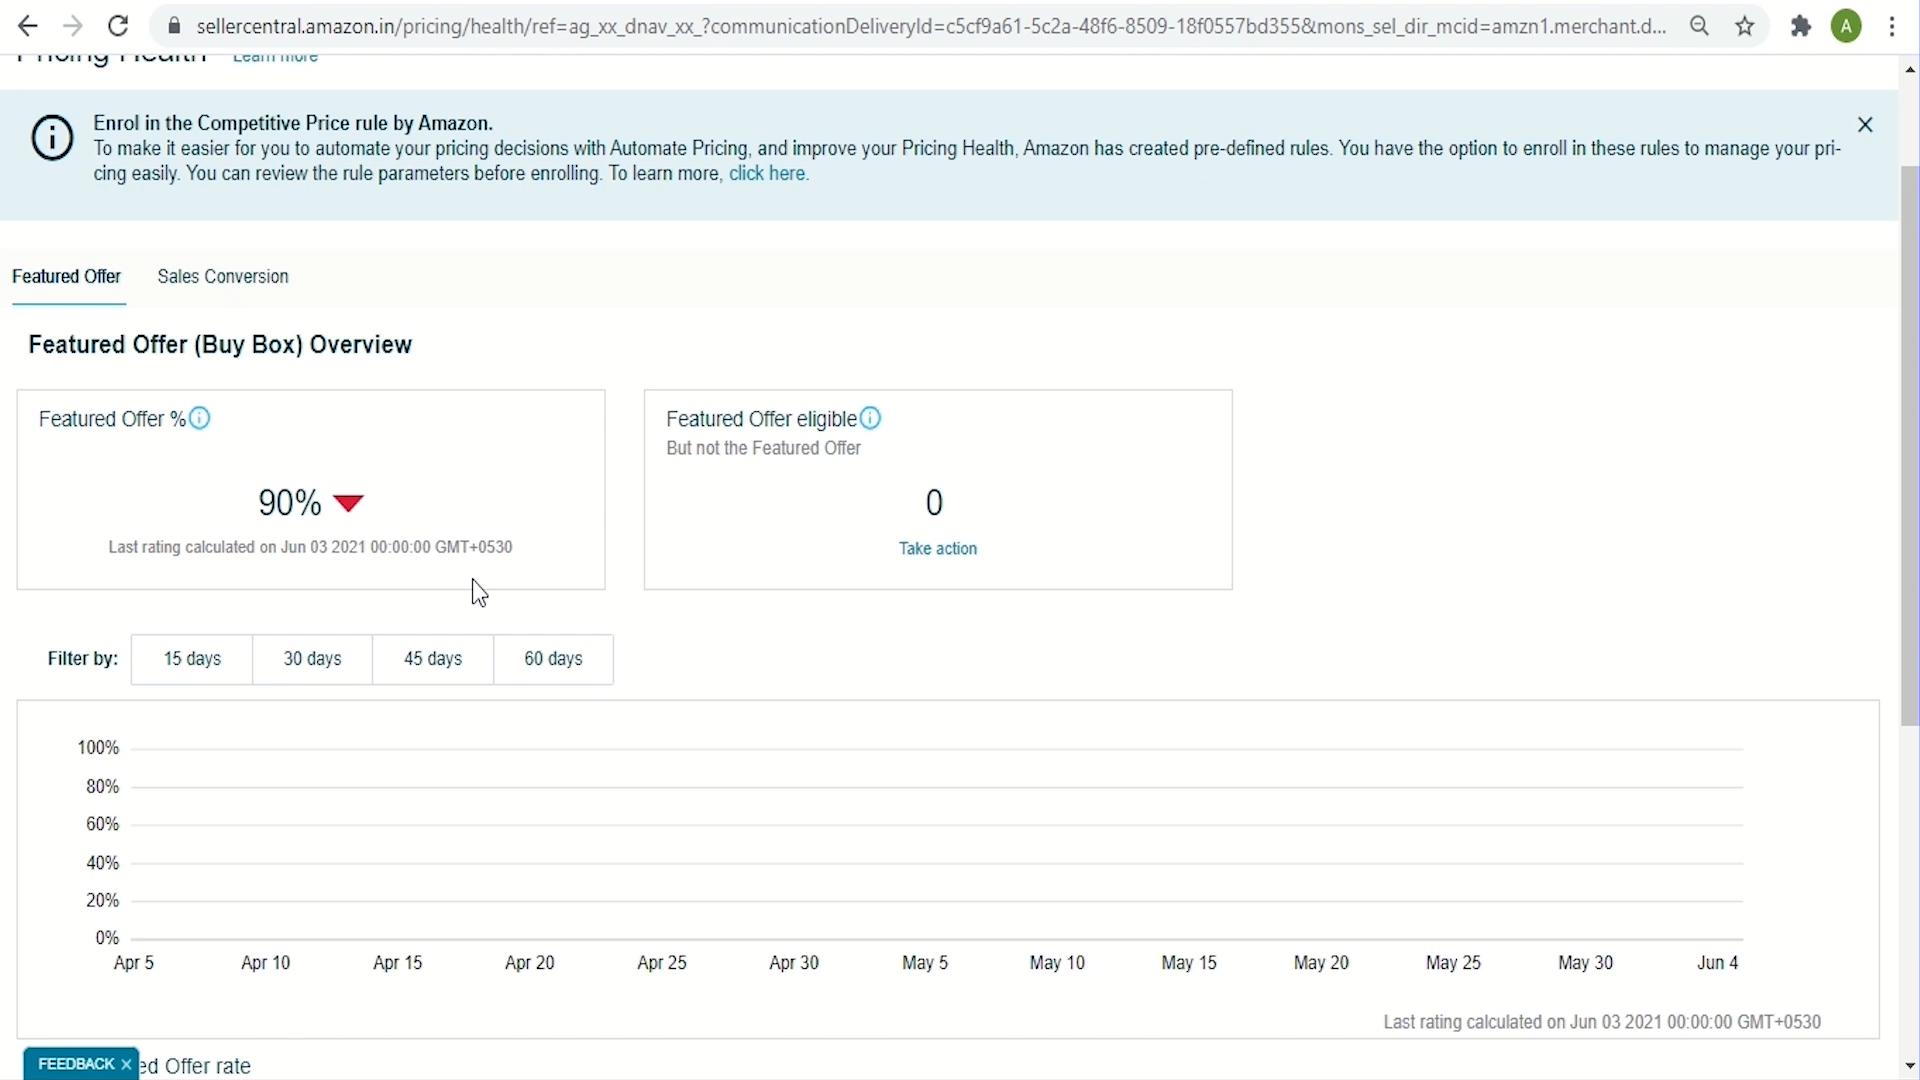 sellercentral.amazon.in/pricing/health/ref=ag_xx_dnav_xx_?communicationDeliveryId=c5cf9a61-5c2a-48f6-8509-18f0557bd355&mons_sel_dir_mcid=amzn1.merchant.d...
A
Pricing Health Learn more
Enrol in the Competitive Price rule by Amazon.
To make it easier for you to automate your pricing decisions with Automate Pricing, and improve your Pricing Health, Amazon has created pre-defined rules. You have the option to enroll in these rules to manage your pri-
cing easily. You can review the rule parameters before enrolling. To learn more, click here.
Featured Offer Sales Conversion
Featured Offer (Buy Box) Overview
Featured Offer %
90%
Last rating calculated on Jun 03 2021 00:00:00 GMT+0530
Featured Offer eligible
But not the Featured Offer
0
Take action
Filter by: 15 days 30 days 45 days 60 days
100%
80%
60%
40%
20%
0%
Apr 5 Apr 10 Apr 15 Apr 20 Apr 25 Apr 30 May 5 May 10 May 15 May 20 May 25 May 30 Jun 4
Last rating calculated on Jun 03 2021 00:00:00 GMT+0530
FEEDBACK ×
ed Offer rate